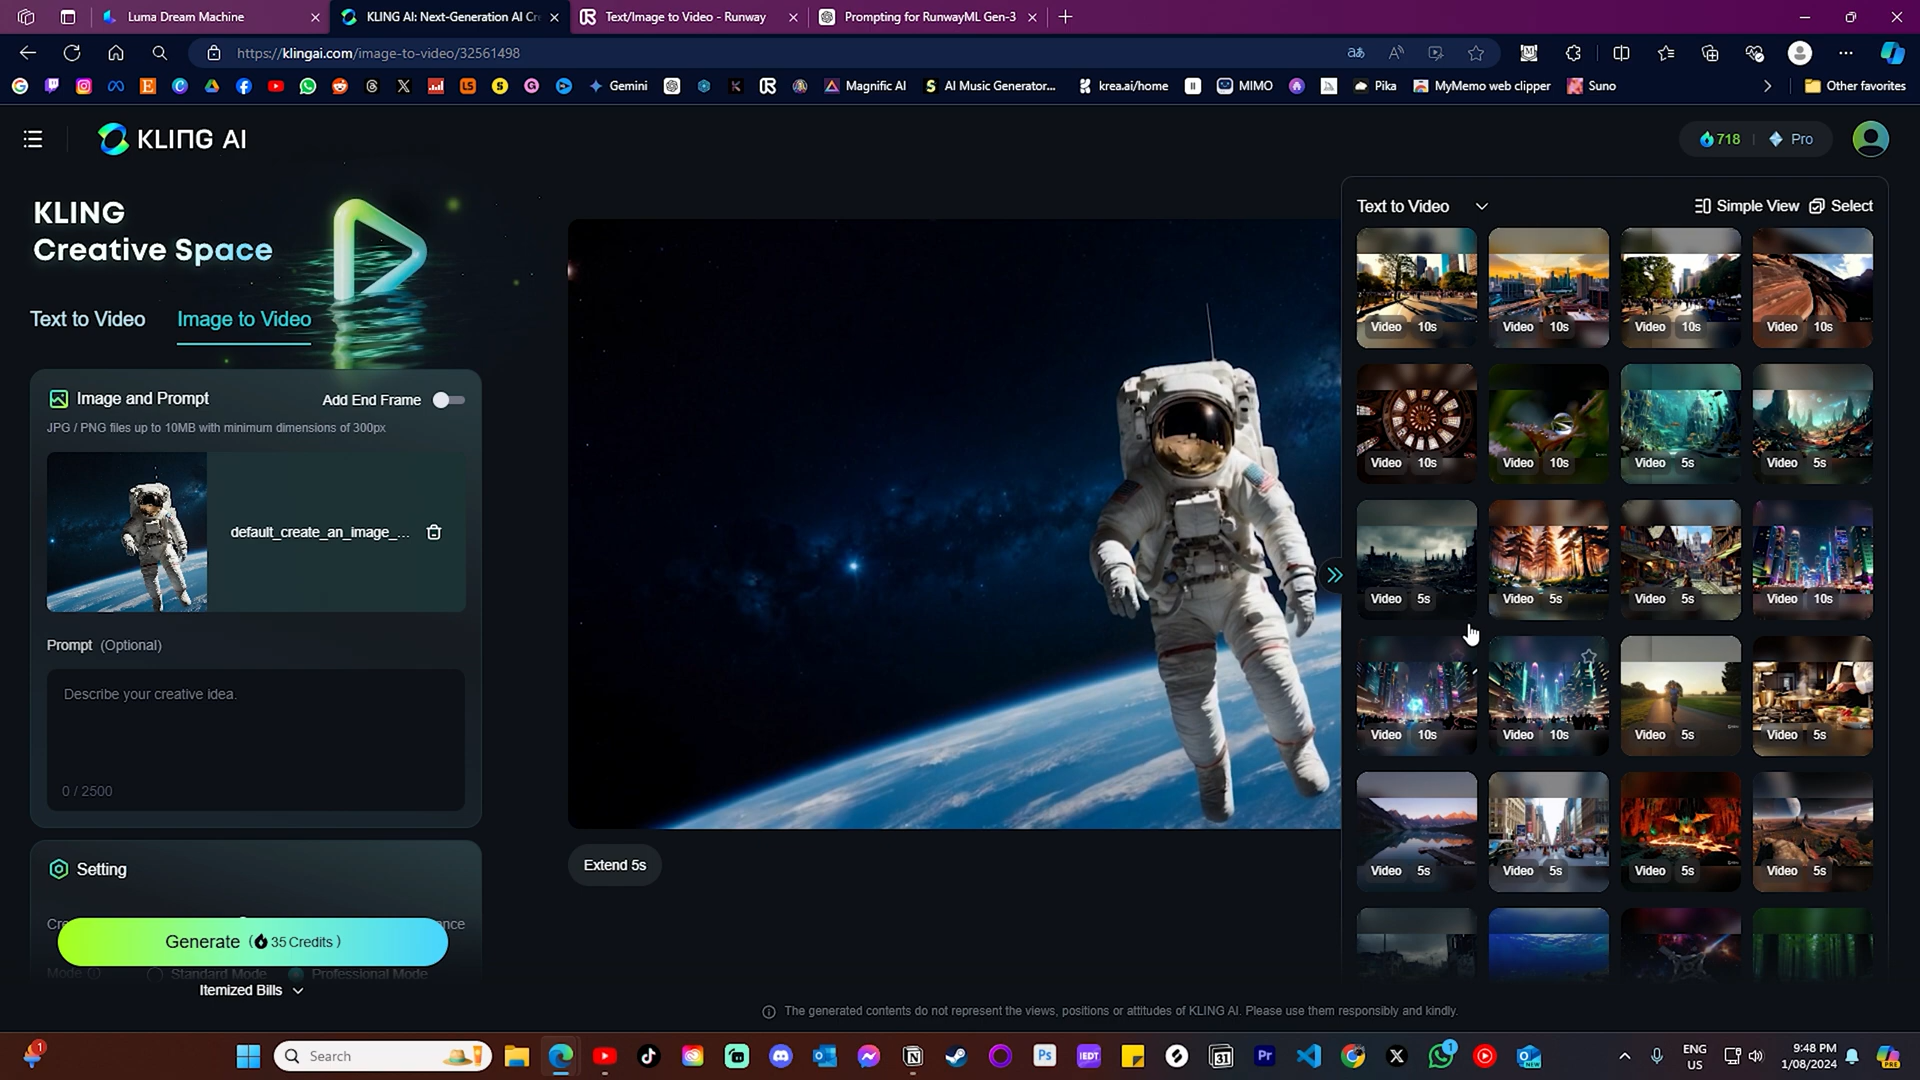 Luma Dream Machine
KLING AI: Next-Generation AI Cr
Text/Image to Video - Runway
Prompting for RunwayML Gen-3
https://klingai.com/image-to-video/32561498
Gemini
Magnific AI
AI Music Generator...
krea.ai/home
MIMO
Pika
MyMemo web clipper
Suno
Other favorites
KLING AI
718
Pro
KLING
Creative Space
Text to Video
Image to Video
Image and Prompt
Add End Frame
JPG / PNG files up to 10MB with minimum dimensions of 300px
default_create_an_image_...
Prompt (Optional)
Describe your creative idea.
0 / 2500
Setting
Generate ( 35 Credits )
Mode
Standard Mode
Professional Mode
Itemized Bills
Extend 5s
Text to Video
Simple View
Select
Video 10s
Video 10s
Video 10s
Video 10s
Video 10s
Video 10s
Video 5s
Video 5s
Video 5s
Video 5s
Video 5s
Video 10s
Video 10s
Video 10s
Video 5s
Video 5s
Video 5s
Video 5s
Video 5s
Video 5s
The generated contents do not represent the views, positions or attitudes of KLING AI. Please use them responsibly and kindly.
Search
ENG
US
9:48 PM
1/08/2024